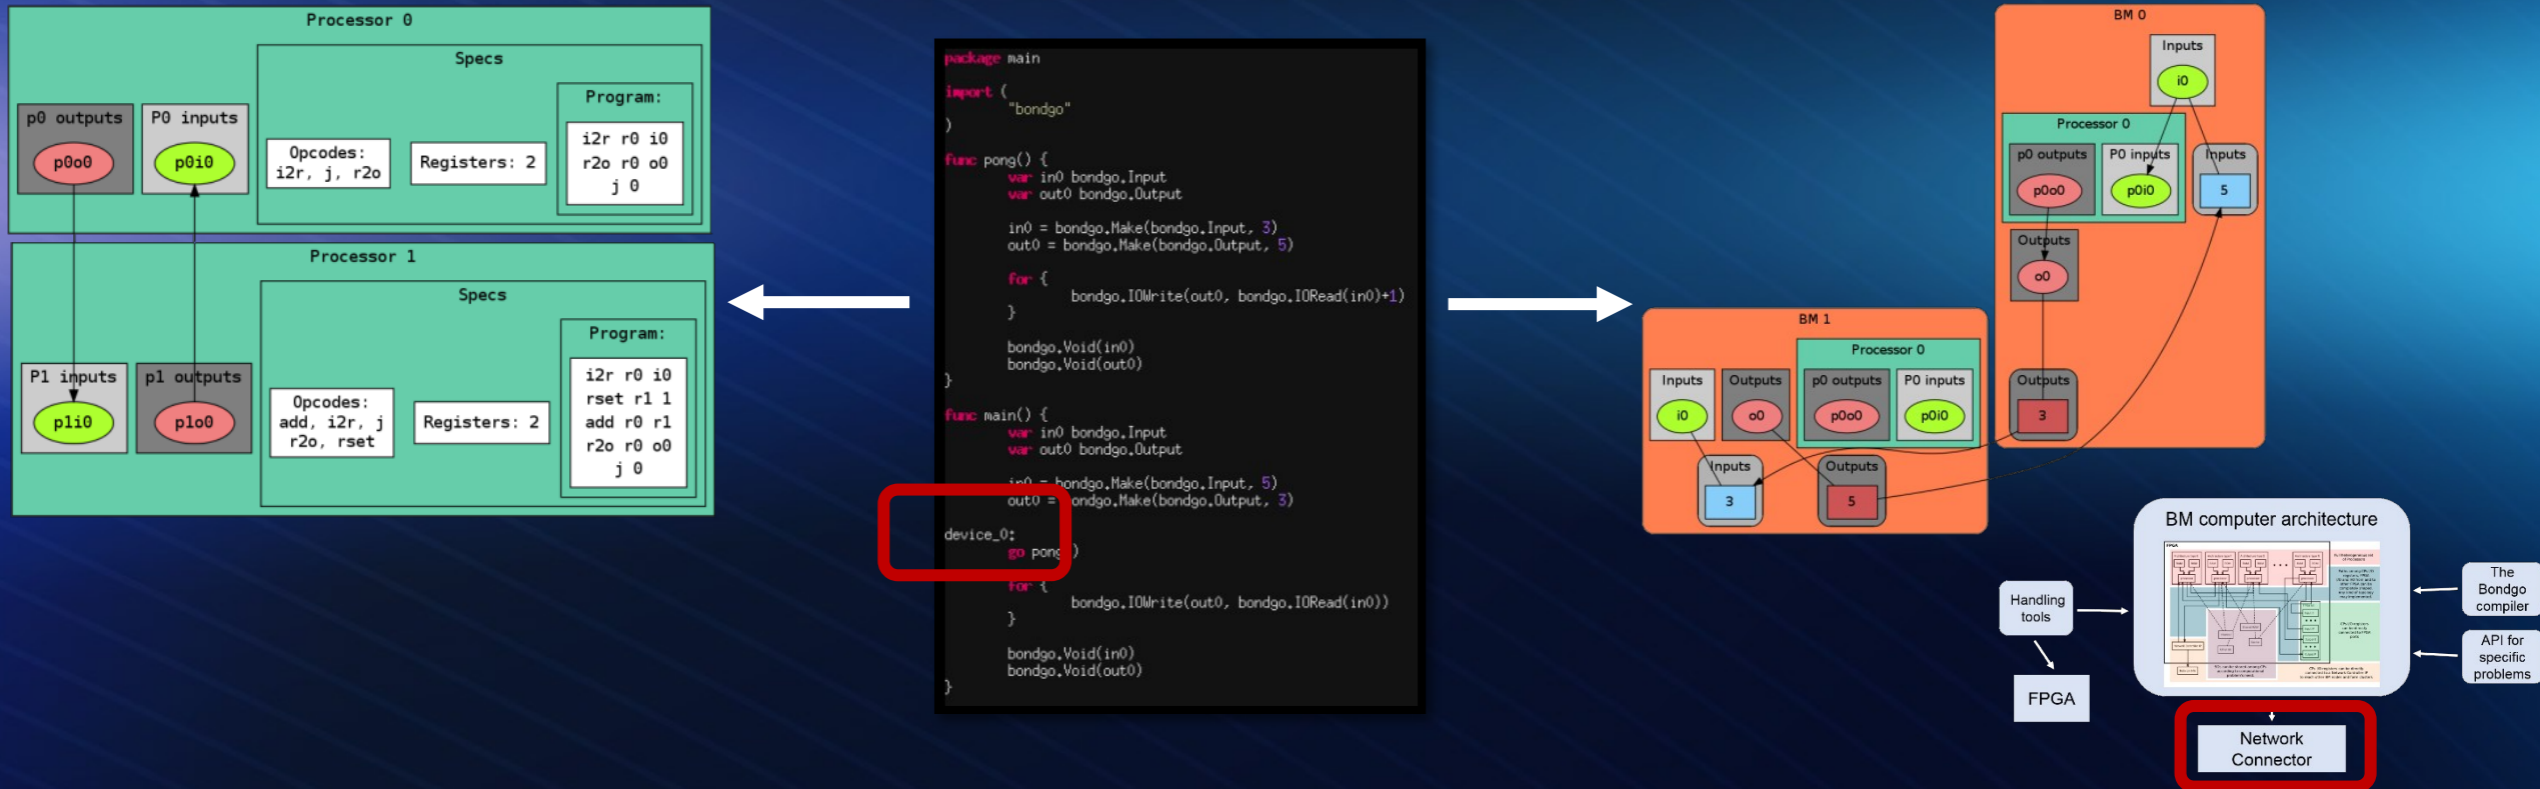 Processor 0
Specs
Program:
p0 outputs
P0 inputs
p0o0
p0i0
Opcodes:
i2r, j, r2o
Registers: 2
i2r r0 i0
r2o r0 o0
j 0
Processor 1
Specs
Program:
P1 inputs
p1 outputs
p1i0
p1o0
Opcodes:
add, i2r, j
r2o, rset
Registers: 2
i2r r0 i0
rset r1 1
add r0 r1
r2o r0 o0
j 0
package main
import (
"bondgo"
)
func pong() {
var in0 bondgo.Input
var out0 bondgo.Output
in0 = bondgo.Make(bondgo.Input, 3)
out0 = bondgo.Make(bondgo.Output, 5)
for {
bondgo.IOWrite(out0, bondgo.IORead(in0)+1)
}
bondgo.Void(in0)
bondgo.Void(out0)
}
func main() {
var in0 bondgo.Input
var out0 bondgo.Output
in0 = bondgo.Make(bondgo.Input, 5)
out0 = bondgo.Make(bondgo.Output, 3)
device_0:
go pong()
for {
bondgo.IOWrite(out0, bondgo.IORead(in0))
}
bondgo.Void(in0)
bondgo.Void(out0)
}
BM 0
Inputs
i0
Processor 0
p0 outputs
P0 inputs
p0o0
p0i0
Inputs
5
Outputs
o0
Outputs
3
BM 1
Processor 0
Inputs
Outputs
p0 outputs
P0 inputs
i0
o0
p0o0
p0i0
Inputs
Outputs
3
5
BM computer architecture
FPGA
Handling
tools
FPGA
The
Bondgo
compiler
API for
specific
problems
Network
Connector